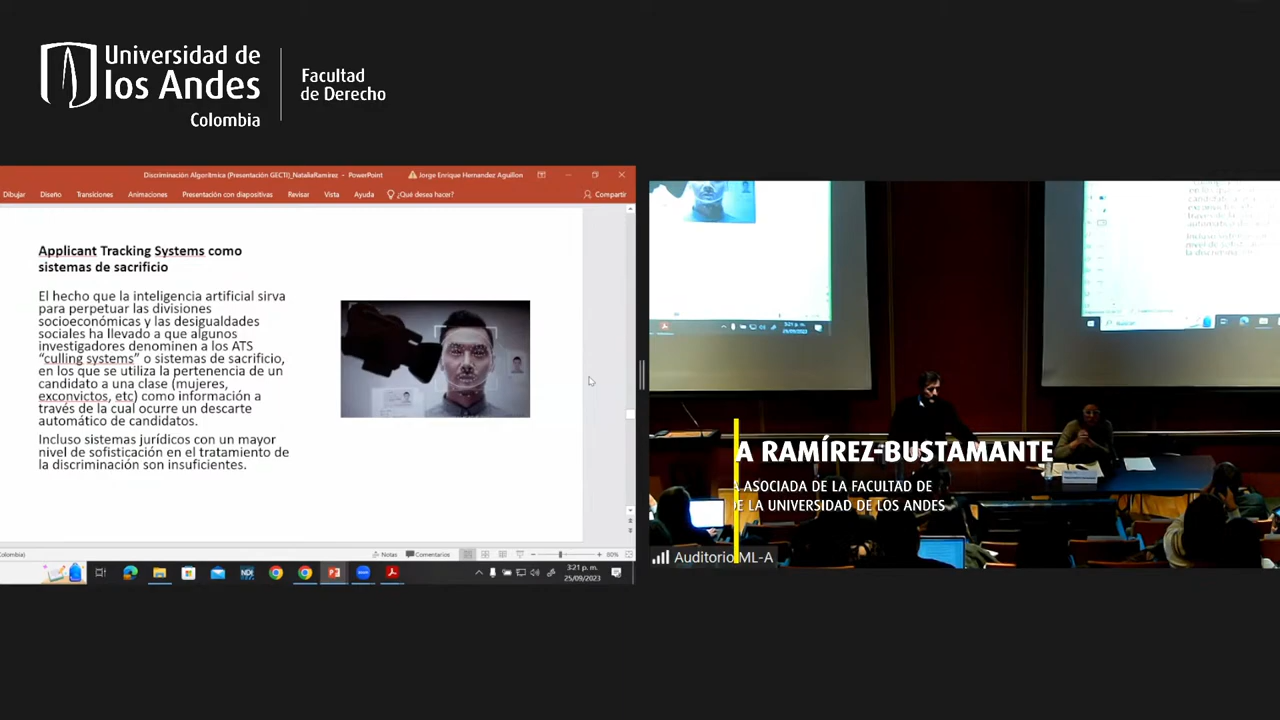 Universidad de
los Andes
Colombia
Facultad
de Derecho
Discriminación Algorítmica (Presentación GECTI)_NataliaRamirez - PowerPoint
Jorge Enrique Hernandez Aguillon
Dibujar Diseño Transiciones Animaciones Presentación con diapositivas Revisar Vista Ayuda ¿Qué desea hacer? Compartir
Applicant Tracking Systems como
sistemas de sacrificio
El hecho que la inteligencia artificial sirva
para perpetuar las divisiones
socioeconómicas y las desigualdades
sociales ha llevado a que algunos
investigadores denominen a los ATS
“culling systems” o sistemas de sacrificio,
en los que se utiliza la pertenencia de un
candidato a una clase (mujeres,
exconvictos, etc) como información a
través de la cual ocurre un descarte
automático de candidatos.
Incluso sistemas jurídicos con un mayor
nivel de sofisticación en el tratamiento de
la discriminación son insuficientes.
Colombia) Notas Comentarios 80%
3:21 p. m.
25/09/2023
A RAMÍREZ-BUSTAMANTE
ASOCIADA DE LA FACULTAD DE
E LA UNIVERSIDAD DE LOS ANDES
Auditorio ML-A